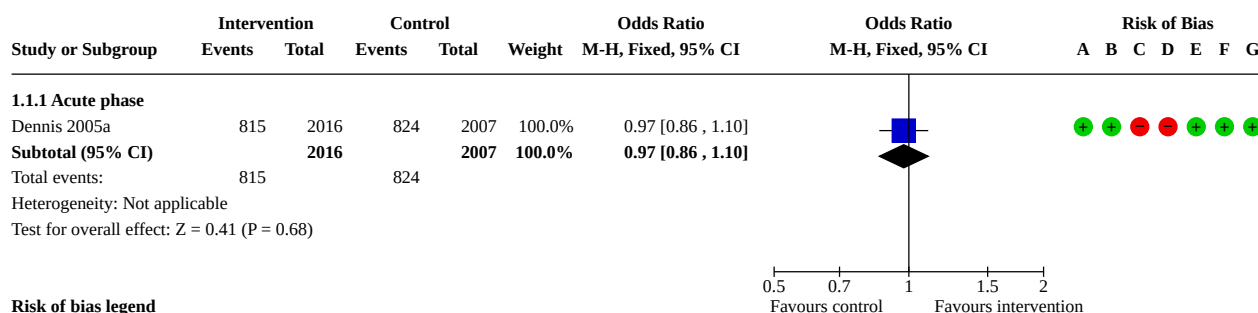 Intervention Control Odds Ratio Odds Ratio Risk of Bias
Study or Subgroup Events Total Events Total Weight M-H, Fixed, 95% CI M-H, Fixed, 95% CI A B C D E F G
1.1.1 Acute phase
Dennis 2005a 815 2016 824 2007 100.0% 0.97 [0.86 , 1.10] + + − − + + +
Subtotal (95% CI) 2016 2007 100.0% 0.97 [0.86 , 1.10]
Total events: 815 824
Heterogeneity: Not applicable
Test for overall effect: Z = 0.41 (P = 0.68)
0.5 0.7 1 1.5 2
Favours control Favours intervention
Risk of bias legend